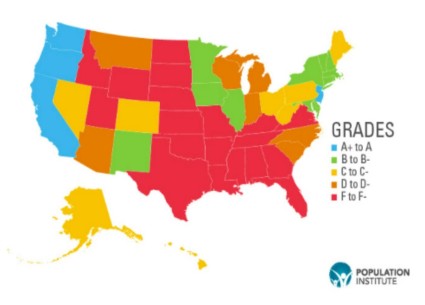 GRADES
A+ to A
B to B-
C to C-
D to D-
F to F-
POPULATION
INSTITUTE